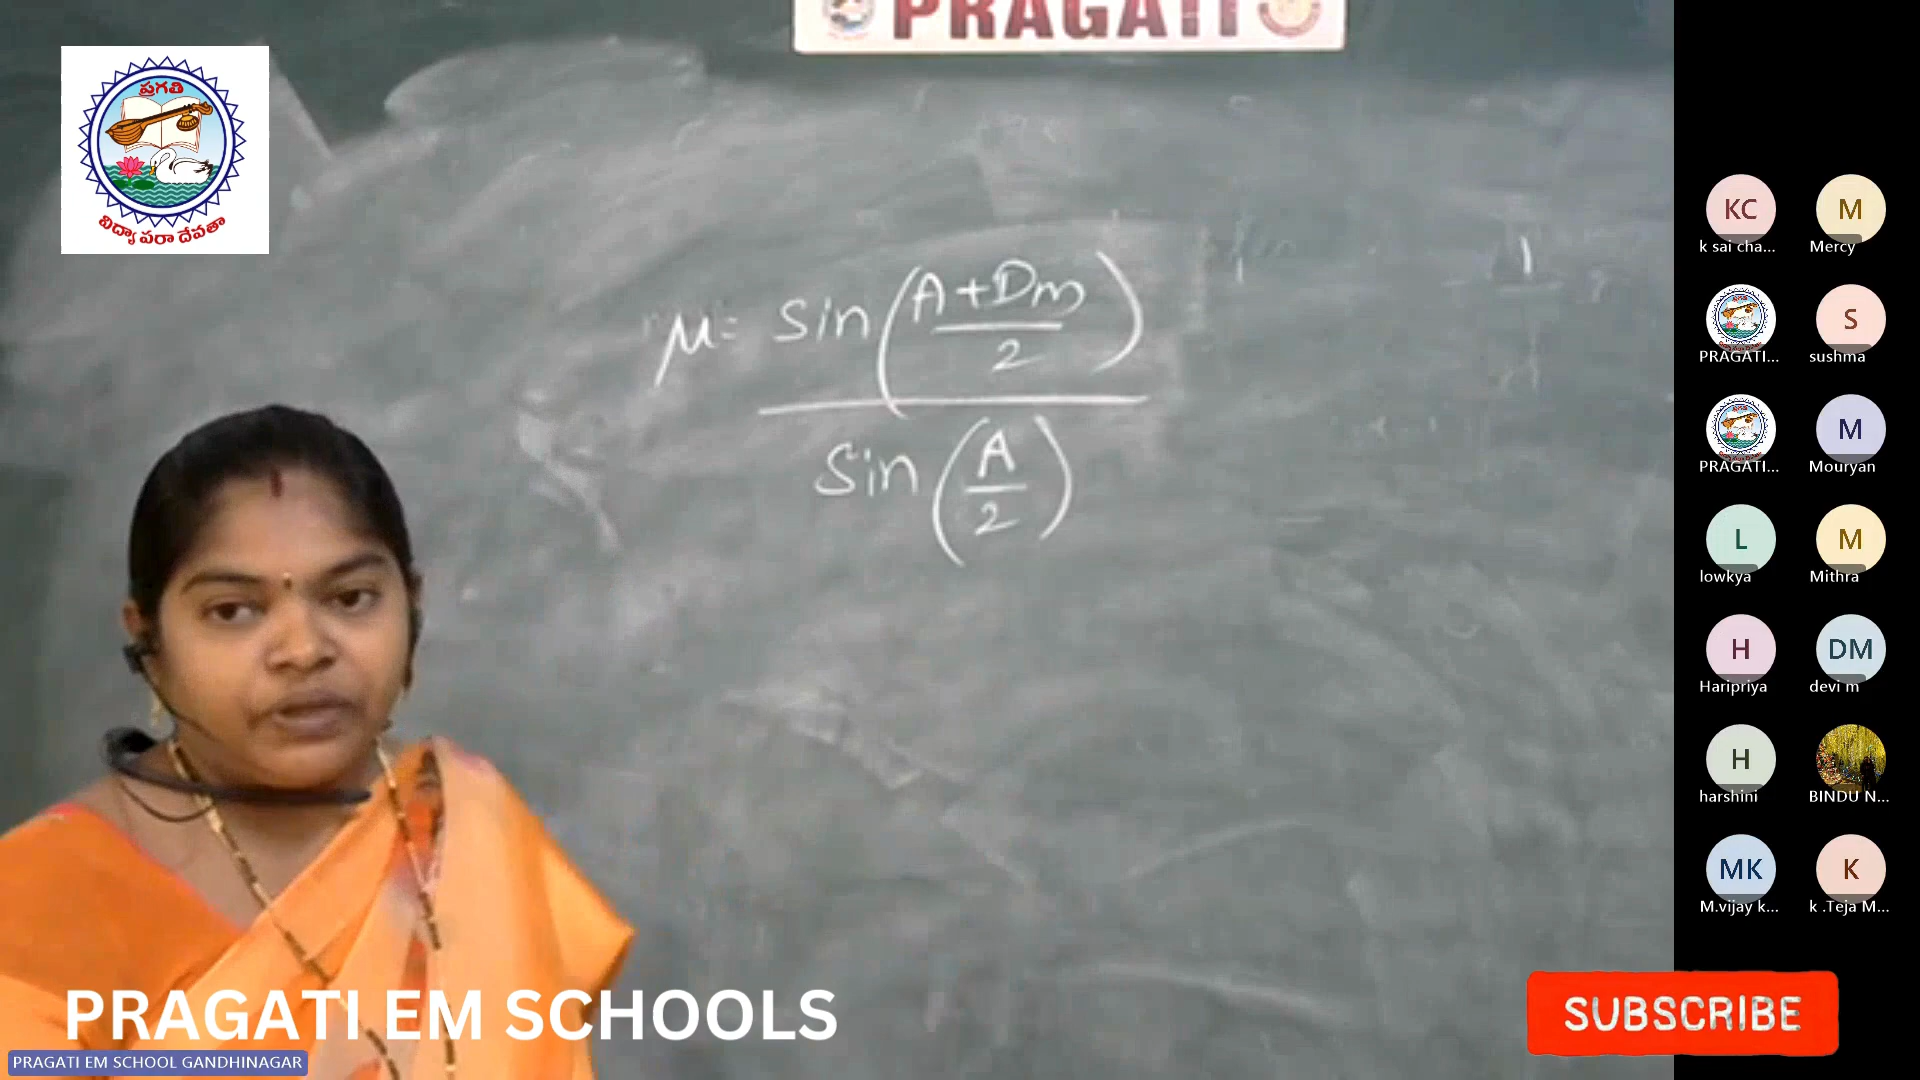 PRAGATI
ప్రగతి
విద్యా పరా దేవతా
μ = Sin(A+Dm/2)
Sin(A/2)
KC
k sai cha...
M
Mercy
PRAGATI...
S
sushma
PRAGATI...
M
Mouryan
L
lowkya
M
Mithra
H
Haripriya
DM
devi m
H
harshini
BINDU N...
MK
M.vijay k...
K
k .Teja M...
PRAGATI EM SCHOOLS
SUBSCRIBE
PRAGATI EM SCHOOL GANDHINAGAR